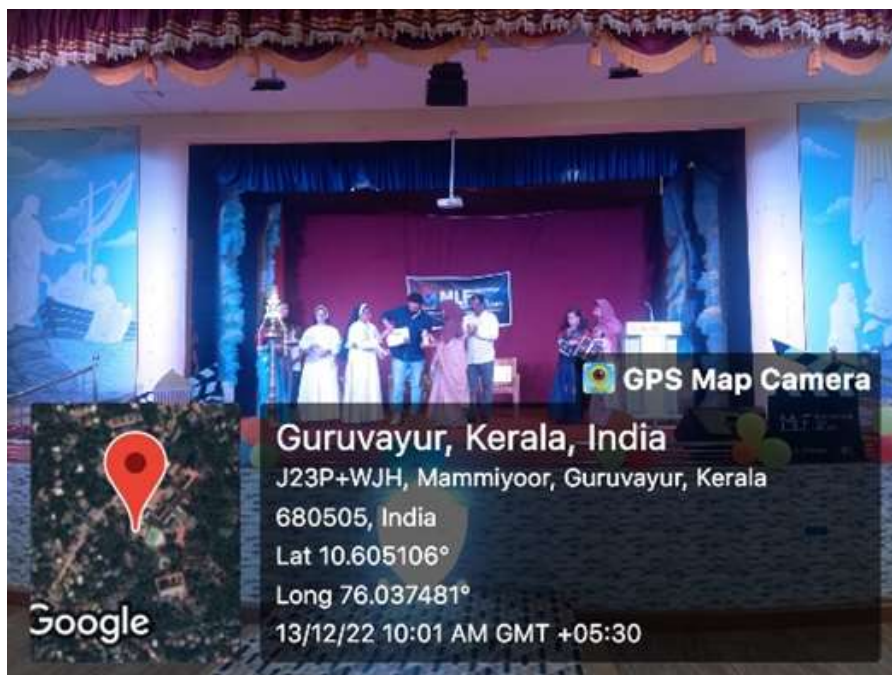 MLF
GPS Map Camera
Guruvayur, Kerala, India
J23P+WJH, Mammiyoor, Guruvayur, Kerala
680505, India
Lat 10.605106°
Long 76.037481°
13/12/22 10:01 AM GMT +05:30
Google